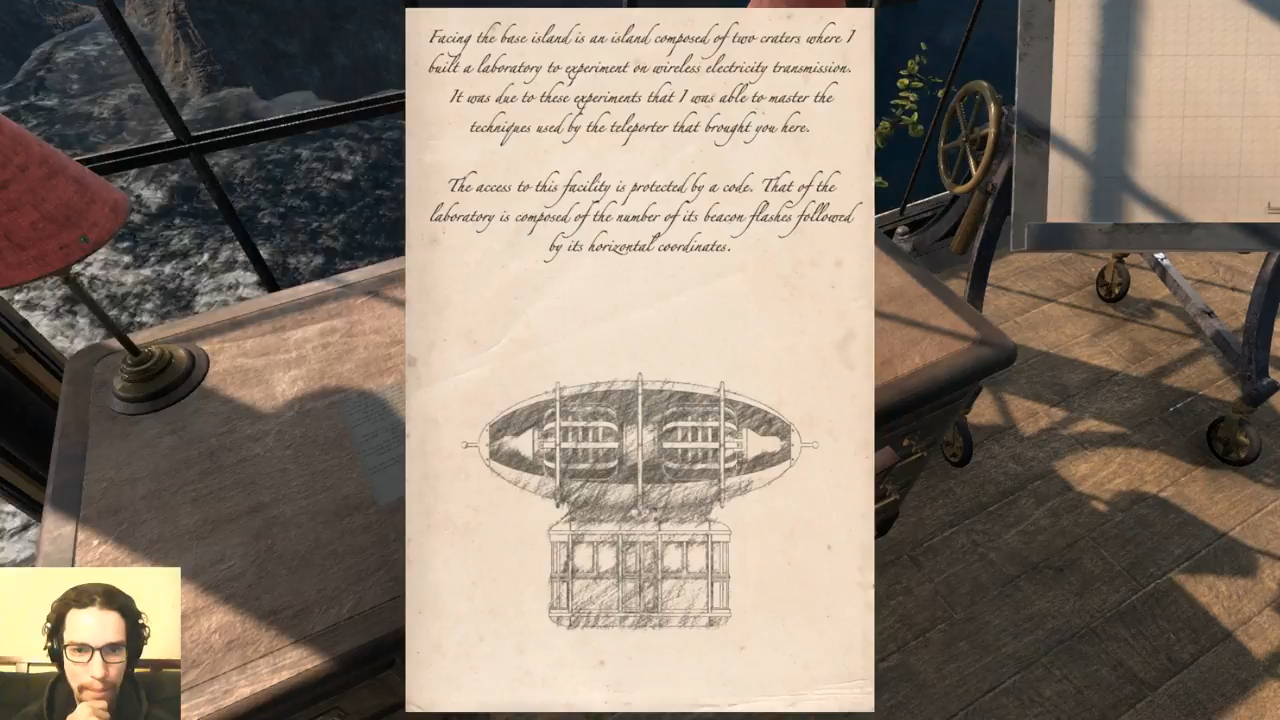 Facing the base island is an island composed of two craters where I
built a laboratory to experiment on wireless electricity transmission.
It was due to these experiments that I was able to master the
techniques used by the teleporter that brought you here.
The access to this facility is protected by a code. That of the
laboratory is composed of the number of its beacon flashes followed
by its horizontal coordinates.